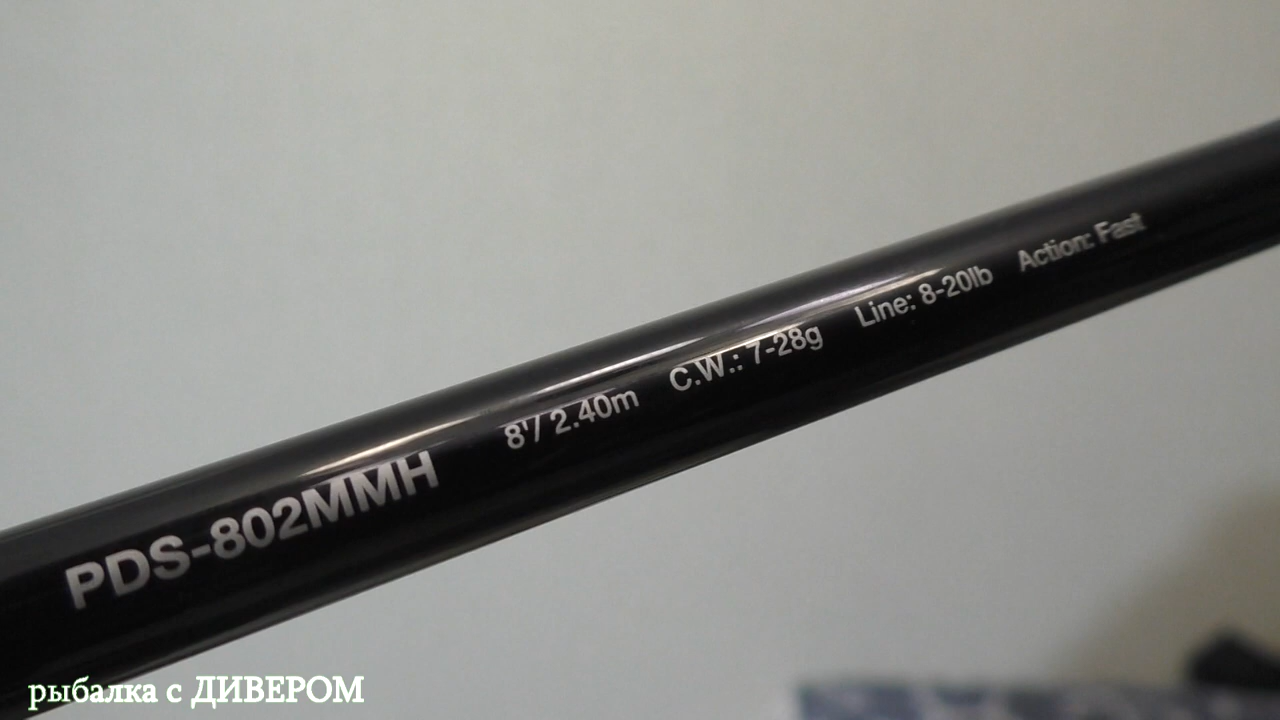 PDS-802MMH 8'/ 2.40m C.W.: 7-28g Line: 8-20lb Action: Fast
рыбалка с ДИВЕРОМ